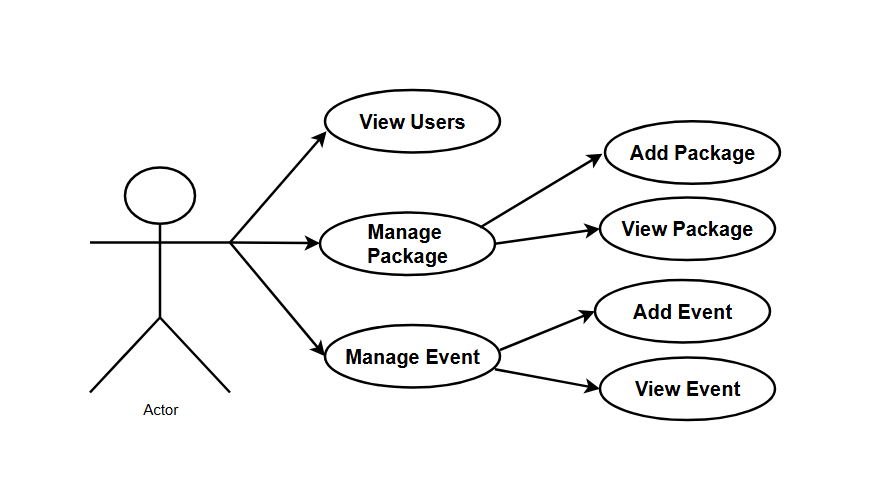 View Users
Add Package
Manage
Package
View Package
Add Event
Manage Event
View Event
Actor